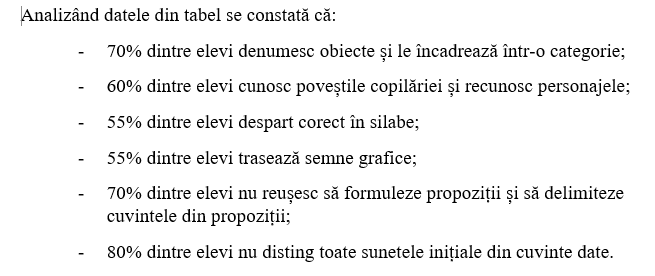 Analizând datele din tabel se constată că:
- 70% dintre elevi denumesc obiecte și le încadrează într-o categorie;
- 60% dintre elevi cunosc poveștile copilăriei și recunosc personajele;
- 55% dintre elevi despart corect în silabe;
- 55% dintre elevi trasează semne grafice;
- 70% dintre elevi nu reușesc să formuleze propoziții și să delimiteze
cuvintele din propoziții;
- 80% dintre elevi nu disting toate sunetele inițiale din cuvinte date.